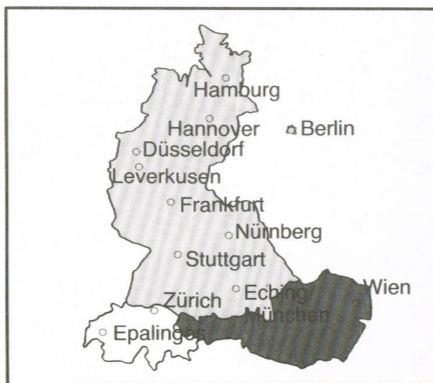 Hamburg
Hannover
Berlin
Düsseldorf
Leverkusen
Frankfurt
Nürnberg
Stuttgart
Eching/
München
Wien
Zürich
Epalinges